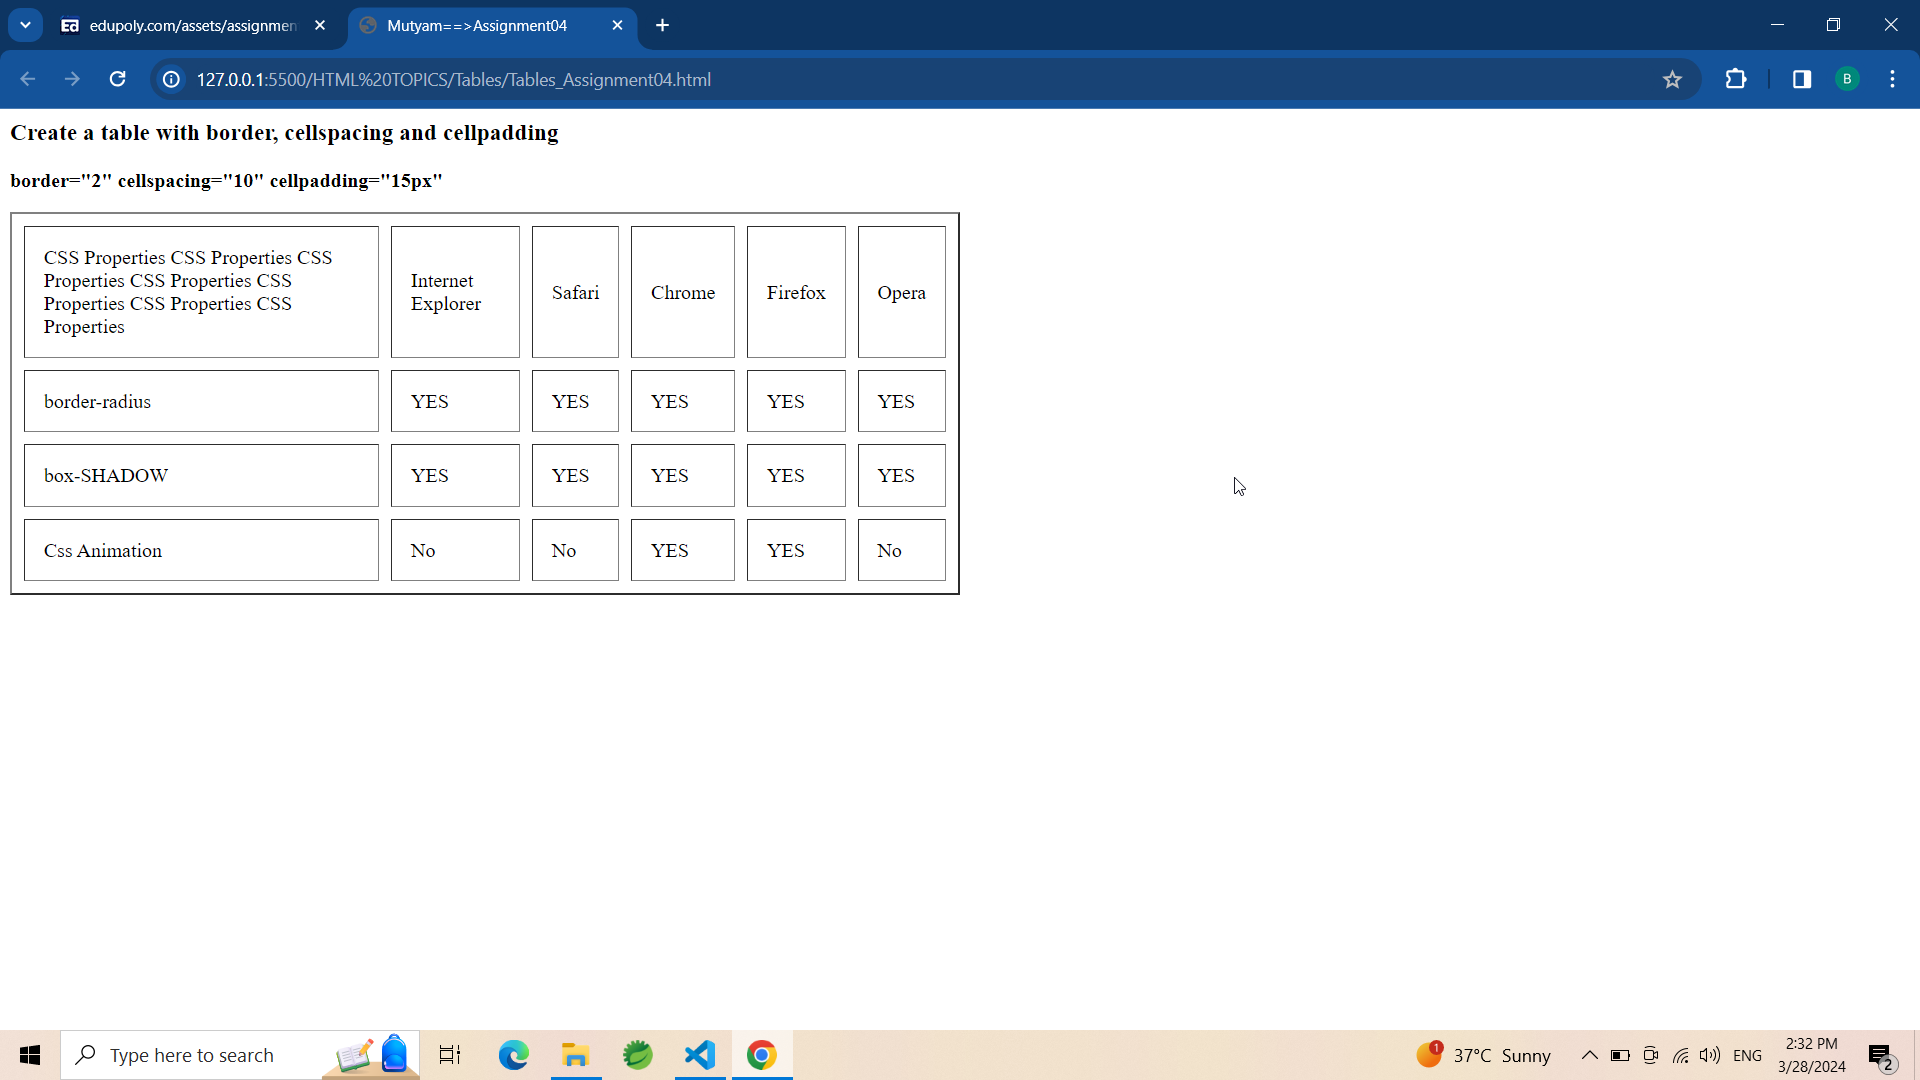 edupoly.com/assets/assignmen
Mutyam==>Assignment04
127.0.0.1:5500/HTML%20TOPICS/Tables/Tables_Assignment04.html
B
Create a table with border, cellspacing and cellpadding
border="2" cellspacing="10" cellpadding="15px"
CSS Properties CSS Properties CSS
Properties CSS Properties CSS
Properties CSS Properties CSS
Properties
Internet
Explorer
Safari
Chrome
Firefox
Opera
border-radius
YES
YES
YES
YES
YES
box-SHADOW
YES
YES
YES
YES
YES
Css Animation
No
No
YES
YES
No
Type here to search
1
37°C Sunny
ENG
2:32 PM
3/28/2024
2